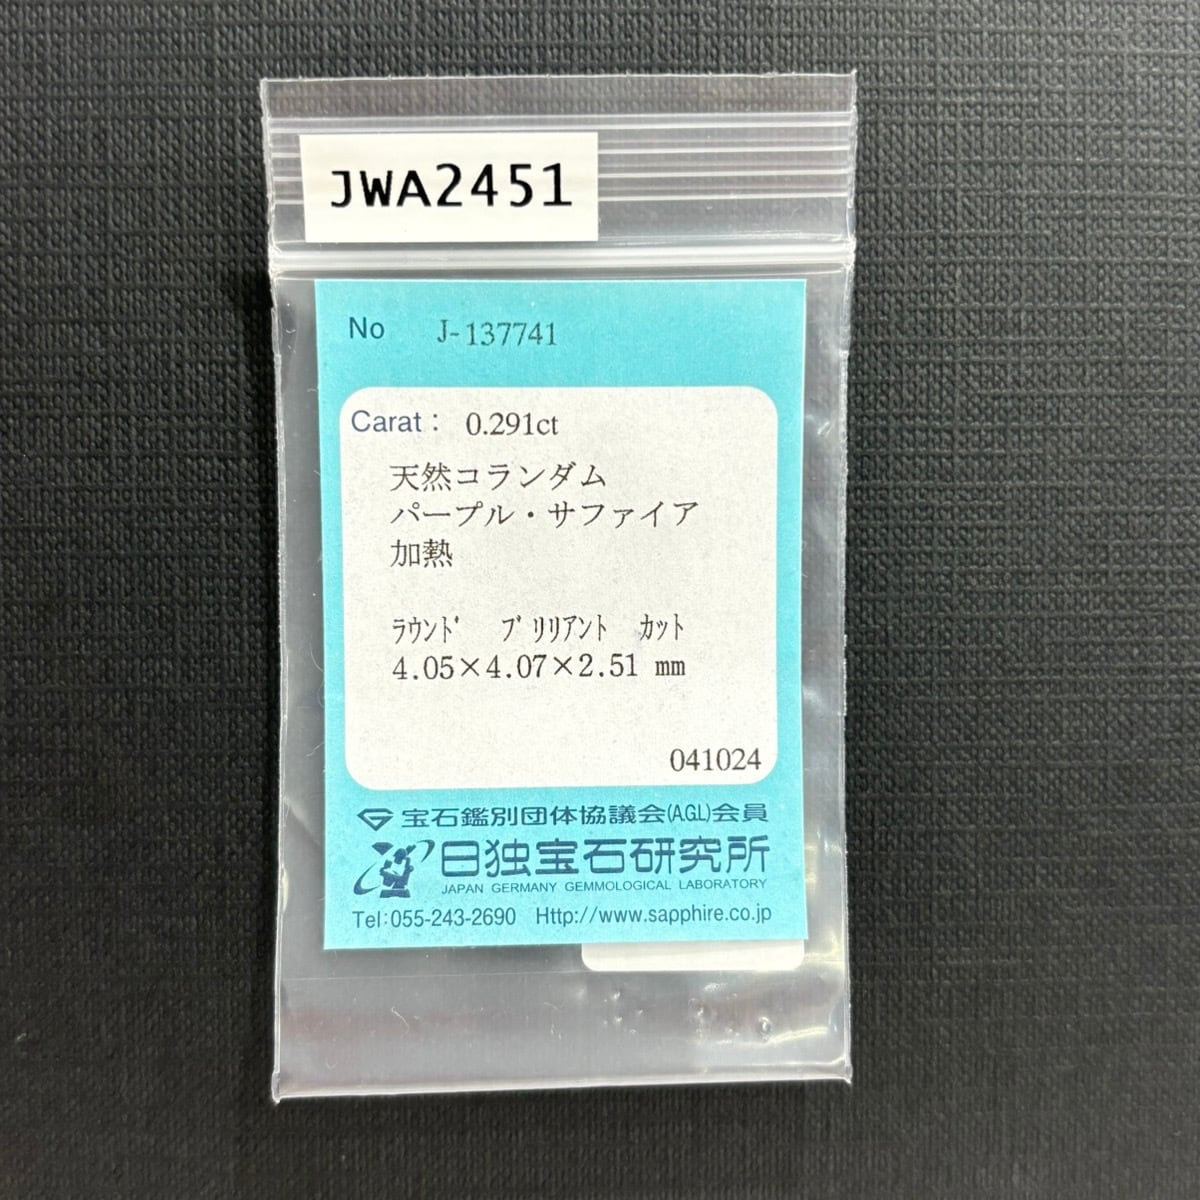 JWA2451
No J-137741
Carat： 0.291ct
天然コランダム
パープル・サファイア
加熱
ﾗｳﾝﾄﾞ ﾌﾞﾘﾘｱﾝﾄ ｶｯﾄ
4.05×4.07×2.51 mm
041024
宝石鑑別団体協議会(A.G.L)会員
日独宝石研究所
JAPAN GERMANY GEMMOLOGICAL LABORATORY
Tel:055-243-2690 Http://www.sapphire.co.jp